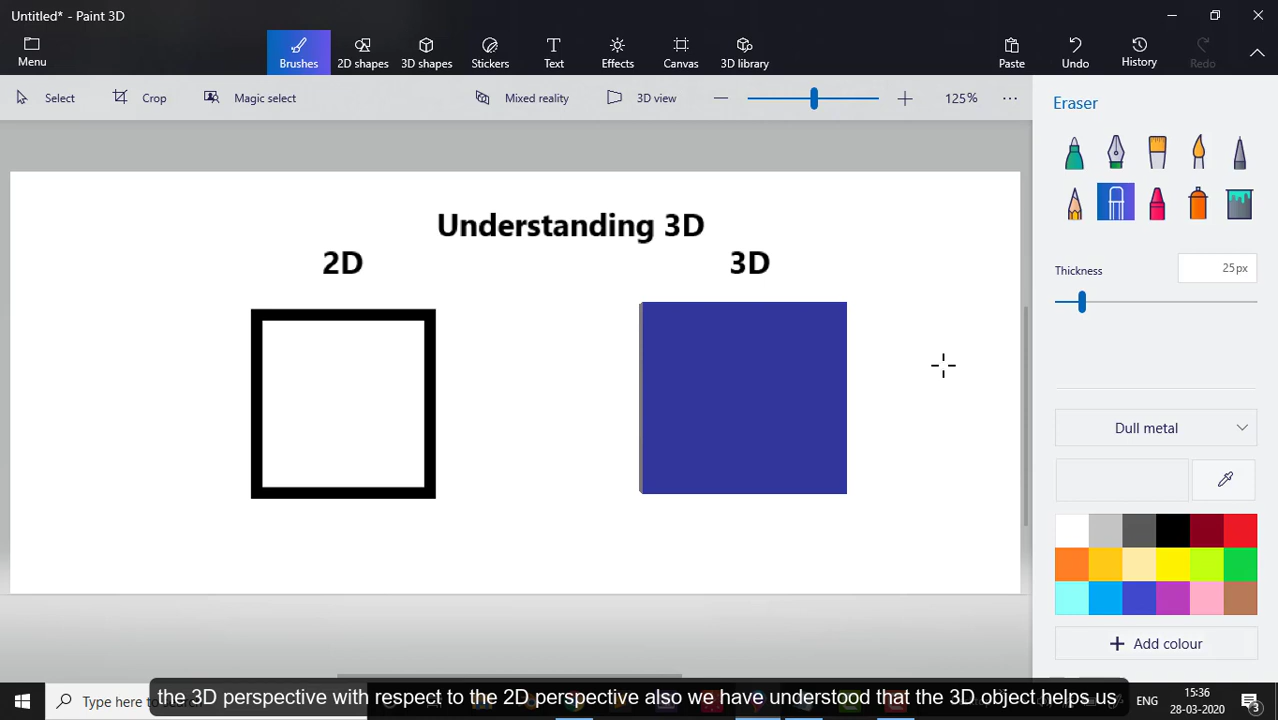 Untitled* - Paint 3D
Menu
Brushes
2D shapes
3D shapes
Stickers
Text
Effects
Canvas
3D library
Paste
Undo
History
Redo
Select
Crop
Magic select
Mixed reality
3D view
125%
Eraser
Understanding 3D
2D
3D
Thickness
25px
Dull metal
Add colour
Type here to
the 3D perspective with respect to the 2D perspective also we have understood that the 3D object helps us
ENG
15:36
28-03-2020
3